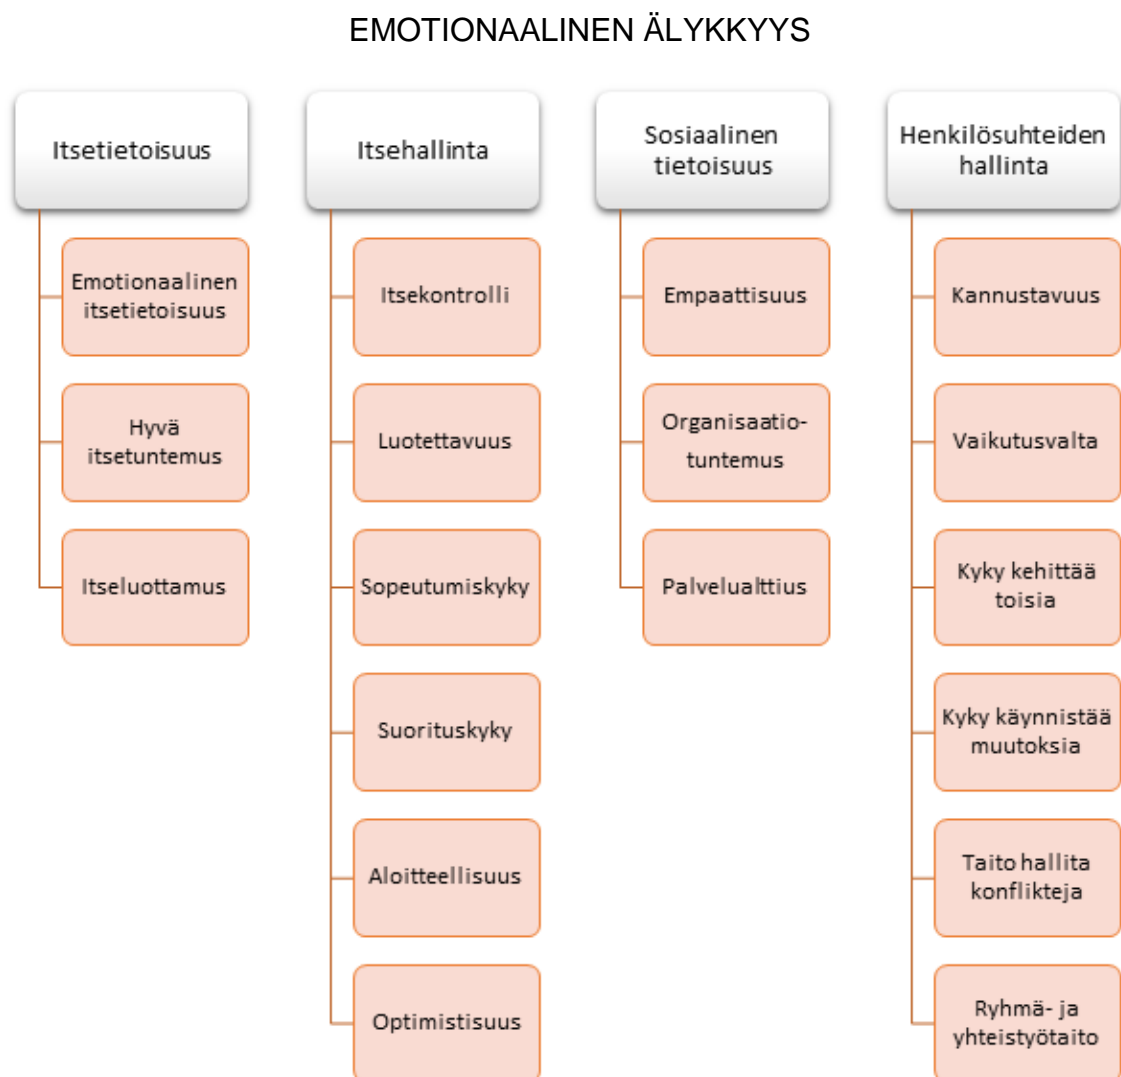 EMOTIONAALINEN ÄLYKKYYS
Itsetietoisuus
Emotionaalinen
itsetietoisuus
Hyvä
itsetuntemus
Itseluottamus
Itsehallinta
Itsekontrolli
Luotettavuus
Sopeutumiskyky
Suorituskyky
Aloitteellisuus
Optimistisuus
Sosiaalinen
tietoisuus
Empaattisuus
Organisaatio-
tuntemus
Palvelualttius
Henkilösuhteiden
hallinta
Kannustavuus
Vaikutusvalta
Kyky kehittää
toisia
Kyky käynnistää
muutoksia
Taito hallita
konflikteja
Ryhmä- ja
yhteistyötaito